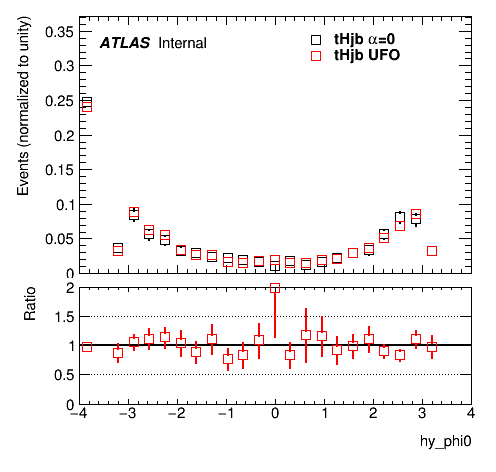 ATLAS Internal
tHjb α=0
tHjb UFO
Events (normalized to unity)
0.35
0.3
0.25
0.2
0.15
0.1
0.05
0
Ratio
2
1.5
1
0.5
0
−4 −3 −2 −1 0 1 2 3 4
hy_phi0